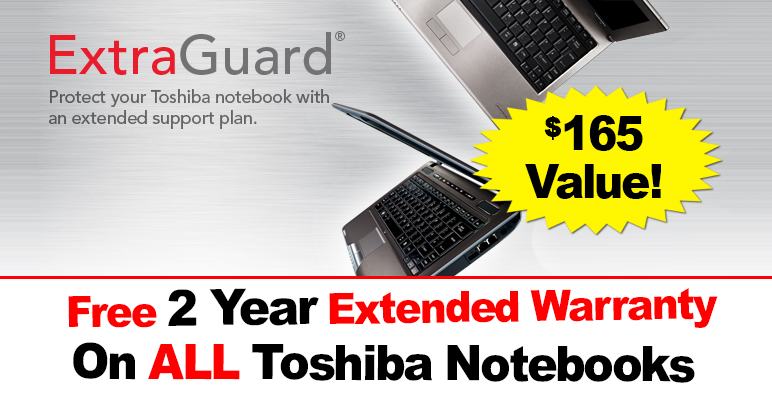 ExtraGuard®
Protect your Toshiba notebook with
an extended support plan.
$165
Value!
Free 2 Year Extended Warranty
On ALL Toshiba Notebooks